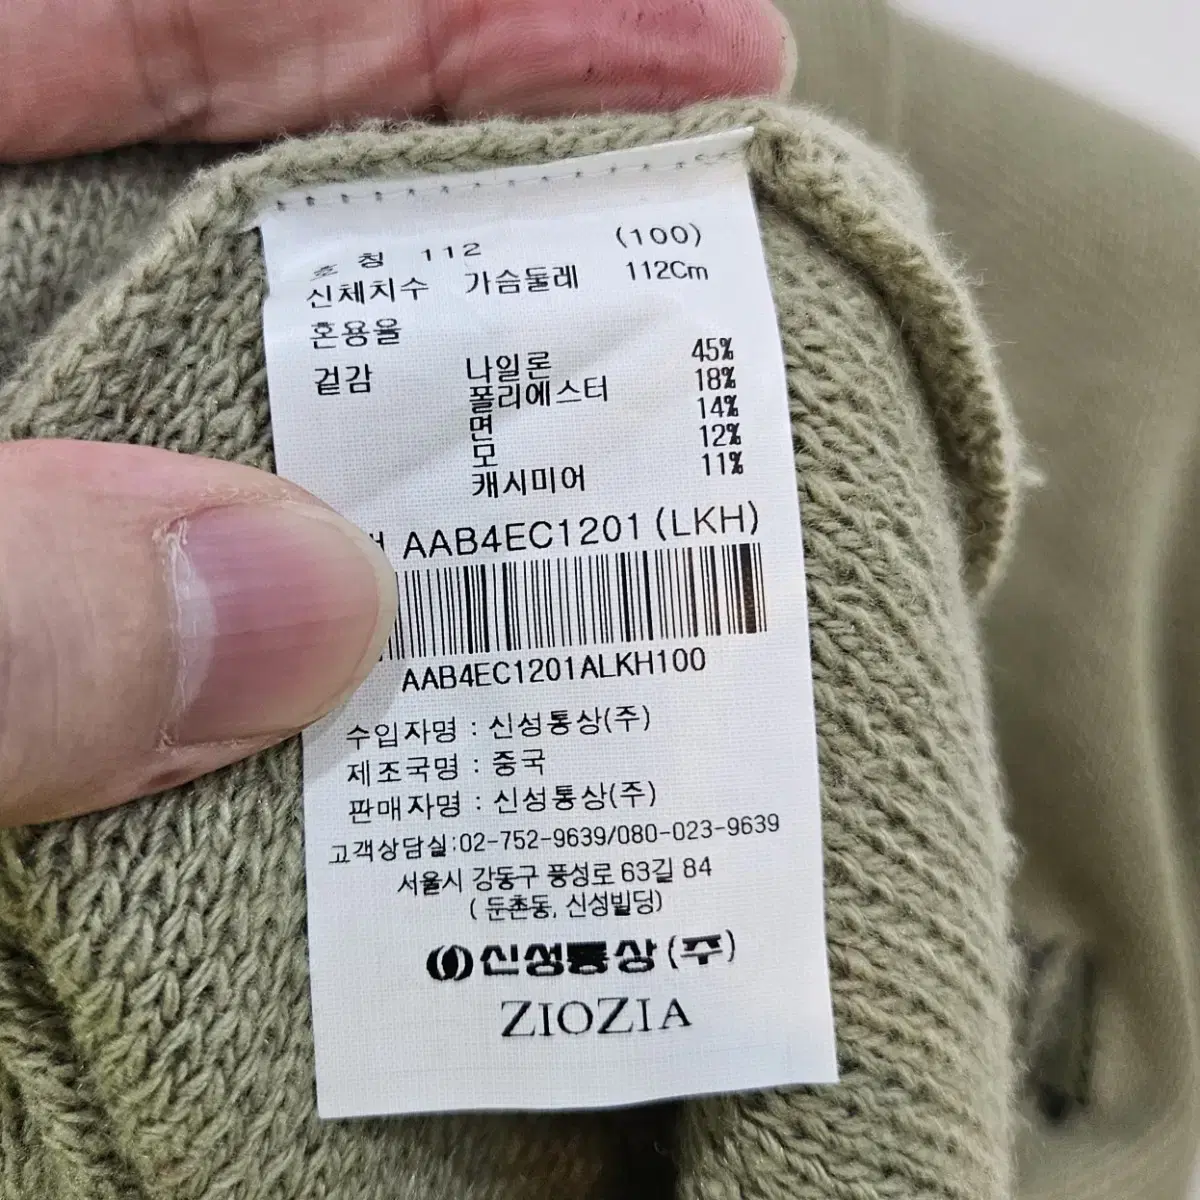 호 칭 112 (100)
신체치수 가슴둘레 112Cm
혼용율
겉감 나일론 45%
폴리에스터 18%
면 14%
모 12%
캐시미어 11%
AAB4EC1201(LKH)
AAB4EC1201ALKH100
수입자명 : 신성통상(주)
제조국명 : 중국
판매자명 : 신성통상(주)
고객상담실:02-752-9639/080-023-9639
서울시 강동구 풍성로 63길 84
( 둔촌동, 신성빌딩)
신성통상(주)
ZIOZIA